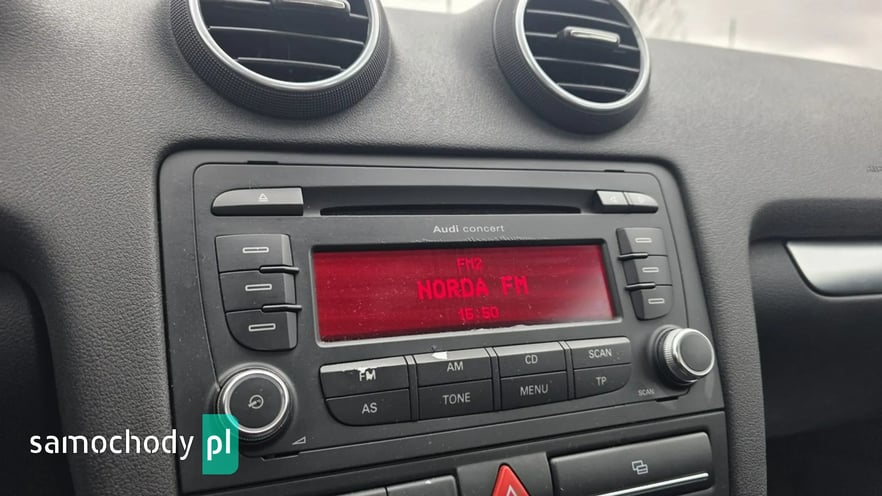 Audi concert
FM2
NORDA FM
15:50
FM AM CD SCAN
AS TONE MENU TP
SCAN
samochody pl